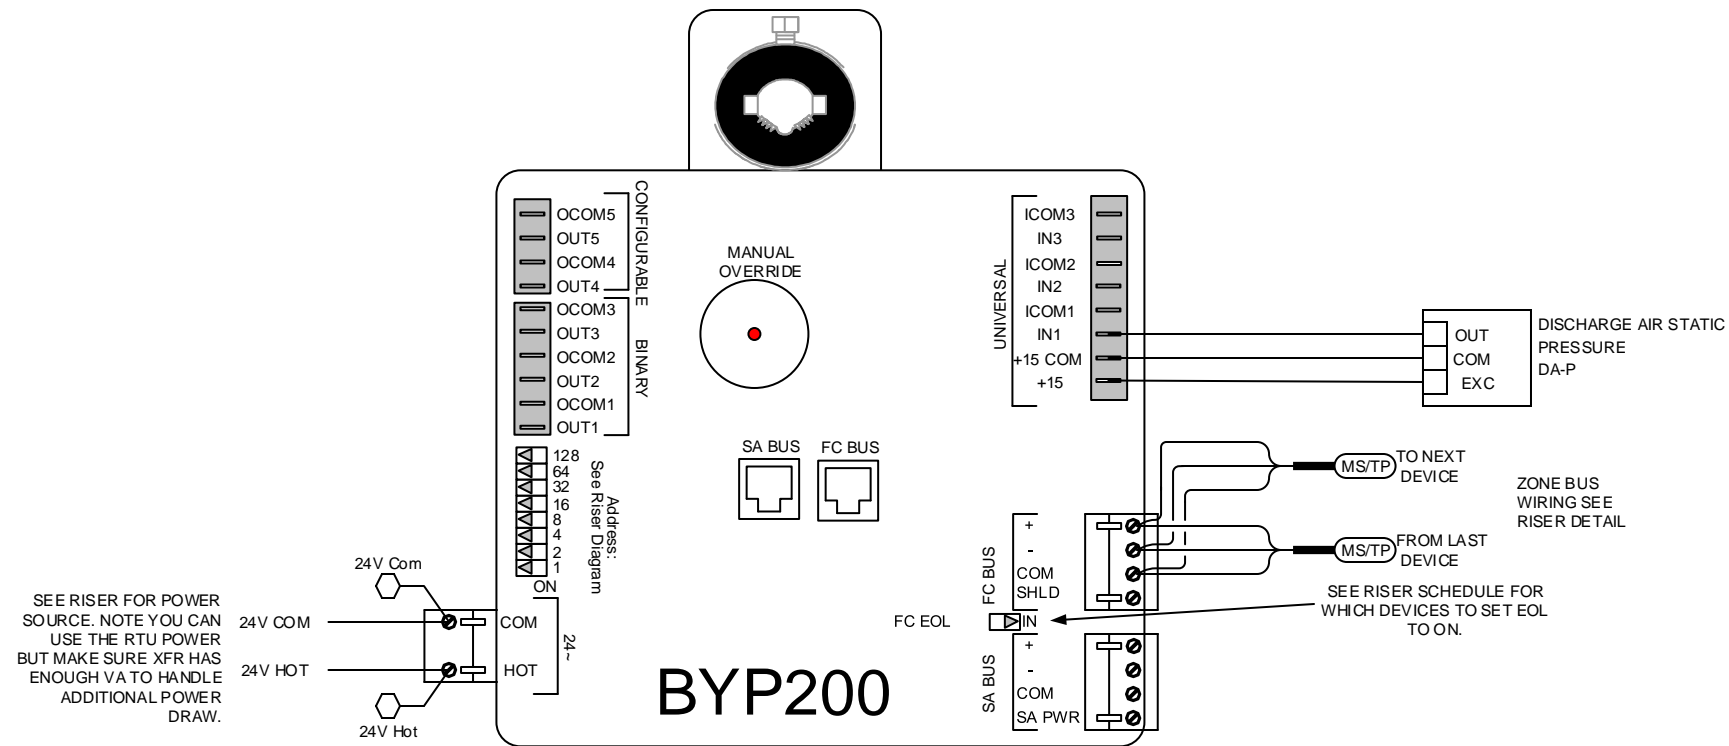 CONFIGURABLE
OCOM5
OUT5
OCOM4
OUT4
BINARY
OCOM3
OUT3
OCOM2
OUT2
OCOM1
OUT1
128
64
32
16
8
4
2
1
ON
Address:
See Riser Diagram
24V Com
24V COM
24V HOT
24V Hot
COM
HOT
24~
SEE RISER FOR POWER
SOURCE. NOTE YOU CAN
USE THE RTU POWER
BUT MAKE SURE XFR HAS
ENOUGH VA TO HANDLE
ADDITIONAL POWER
DRAW.
MANUAL
OVERRIDE
SA BUS
FC BUS
BYP200
UNIVERSAL
ICOM3
IN3
ICOM2
IN2
ICOM1
IN1
+15 COM
+15
OUT
COM
EXC
DISCHARGE AIR STATIC
PRESSURE
DA-P
FC BUS
+
-
COM
SHLD
MS/TP
TO NEXT
DEVICE
MS/TP
FROM LAST
DEVICE
ZONE BUS
WIRING SEE
RISER DETAIL
FC EOL
IN
SEE RISER SCHEDULE FOR
WHICH DEVICES TO SET EOL
TO ON.
SA BUS
+
-
COM
SA PWR